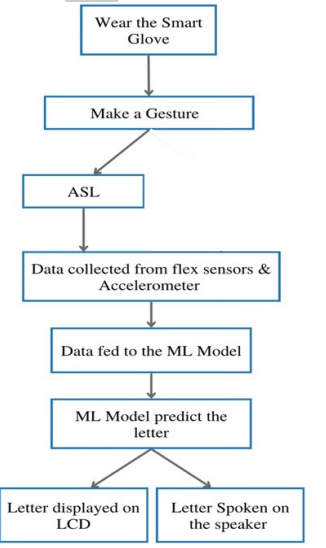 Wear the Smart
Glove
Make a Gesture
ASL
Data collected from flex sensors &
Accelerometer
Data fed to the ML Model
ML Model predict the
letter
Letter displayed on
LCD
Letter Spoken on
the speaker